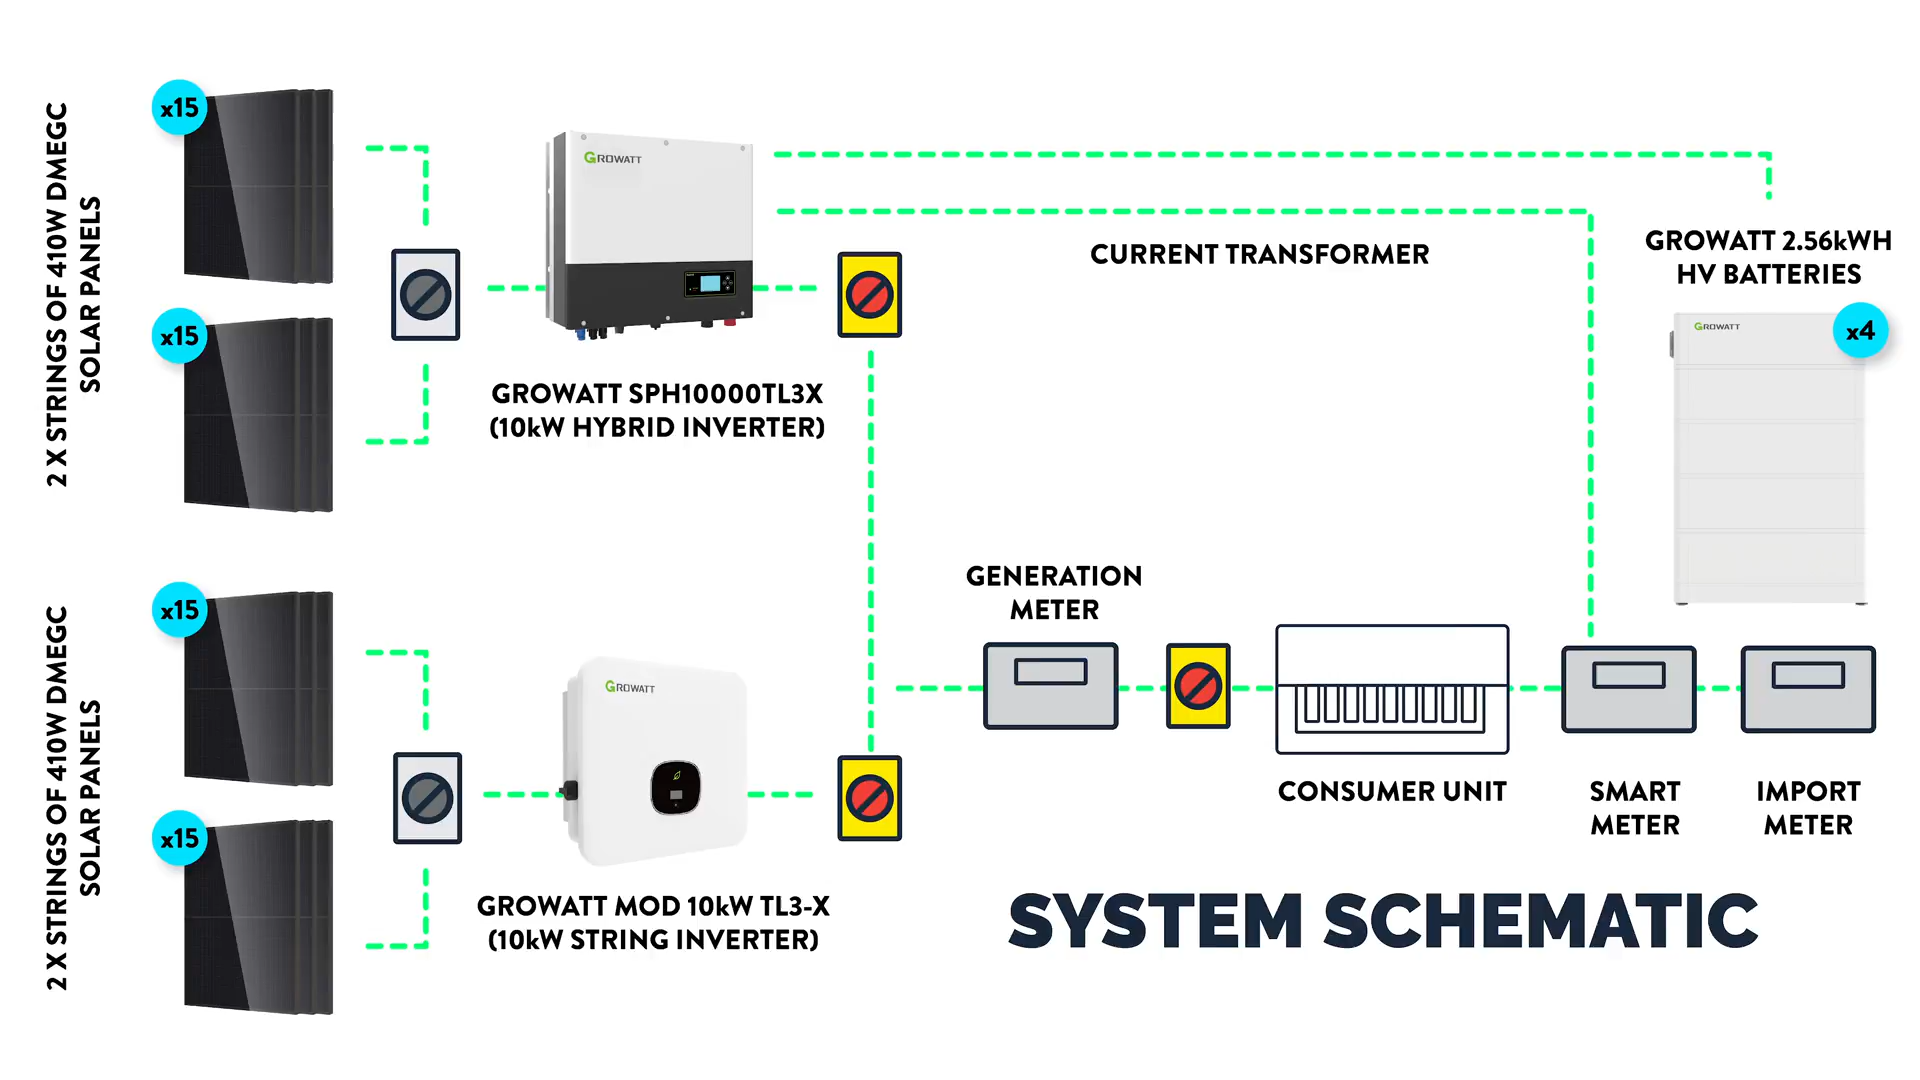 2 X STRINGS OF 410W DMEGC
SOLAR PANELS
x15
x15
GROWATT
GROWATT SPH10000TL3X
(10kW HYBRID INVERTER)
CURRENT TRANSFORMER
GROWATT 2.56kWH
HV BATTERIES
GROWATT
x4
2 X STRINGS OF 410W DMEGC
SOLAR PANELS
x15
x15
GROWATT
GROWATT MOD 10kW TL3-X
(10kW STRING INVERTER)
GENERATION
METER
CONSUMER UNIT
SMART
METER
IMPORT
METER
SYSTEM SCHEMATIC